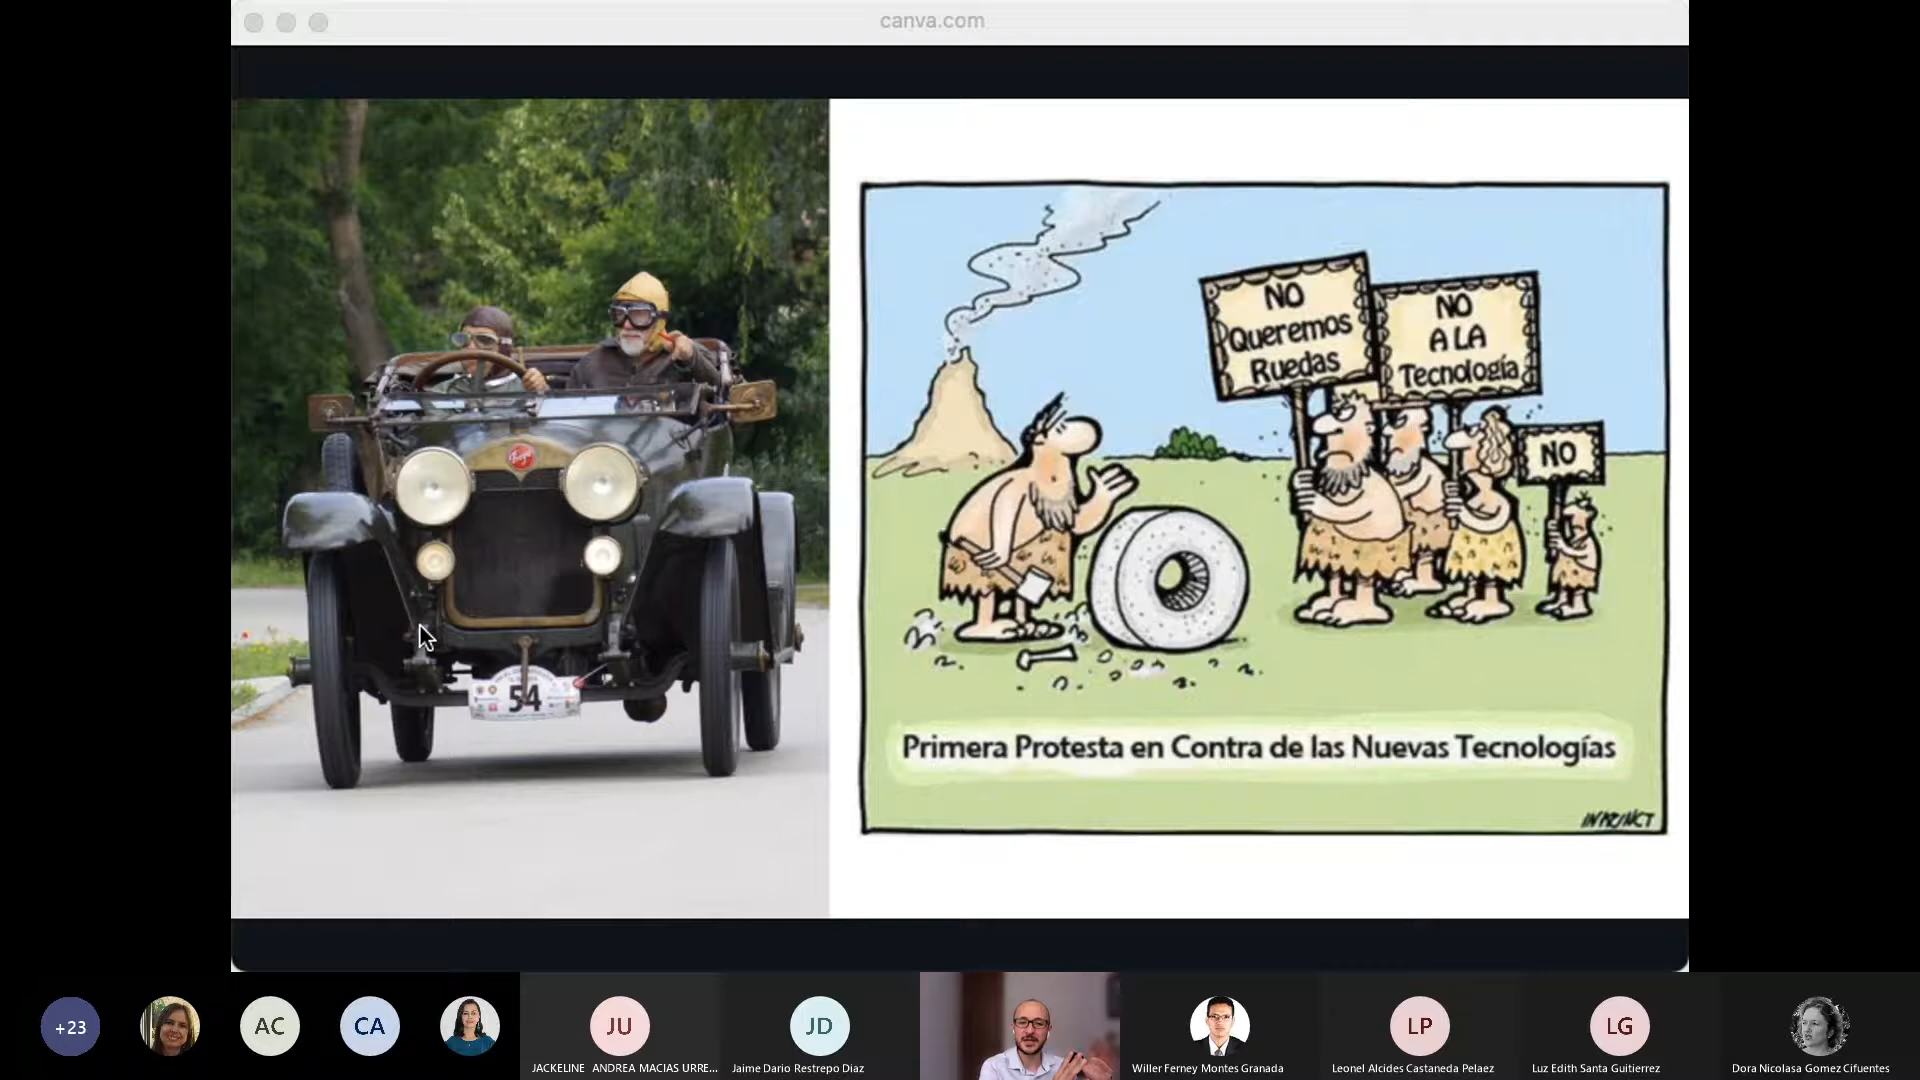 canva.com
54
NO
Queremos
Ruedas
NO
A LA
Tecnología
NO
Primera Protesta en Contra de las Nuevas Tecnologías
+23
AC
CA
JU
JACKELINE ANDREA MACIAS URRE...
JD
Jaime Dario Restrepo Diaz
Willer Ferney Montes Granada
LP
Leonel Alcides Castaneda Pelaez
LG
Luz Edith Santa Guitierrez
Dora Nicolasa Gomez Cifuentes